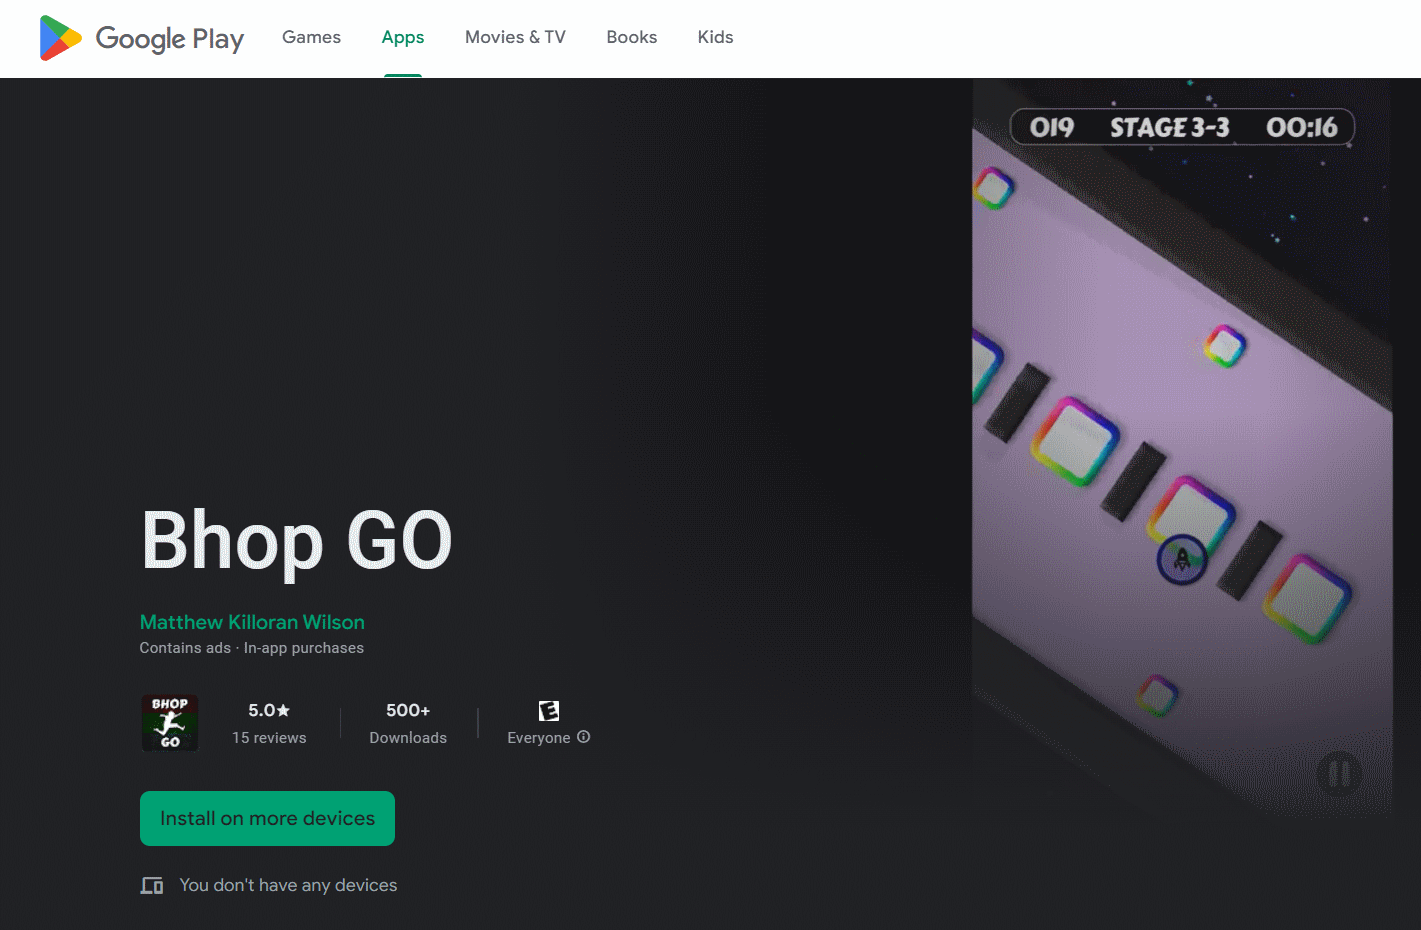 Google Play Games Apps Movies & TV Books Kids
019 STAGE 3-3 00:16
Bhop GO
Matthew Killoran Wilson
Contains ads · In-app purchases
BHOP
GO
5.0★ 500+ E
15 reviews Downloads Everyone
Install on more devices
You don't have any devices